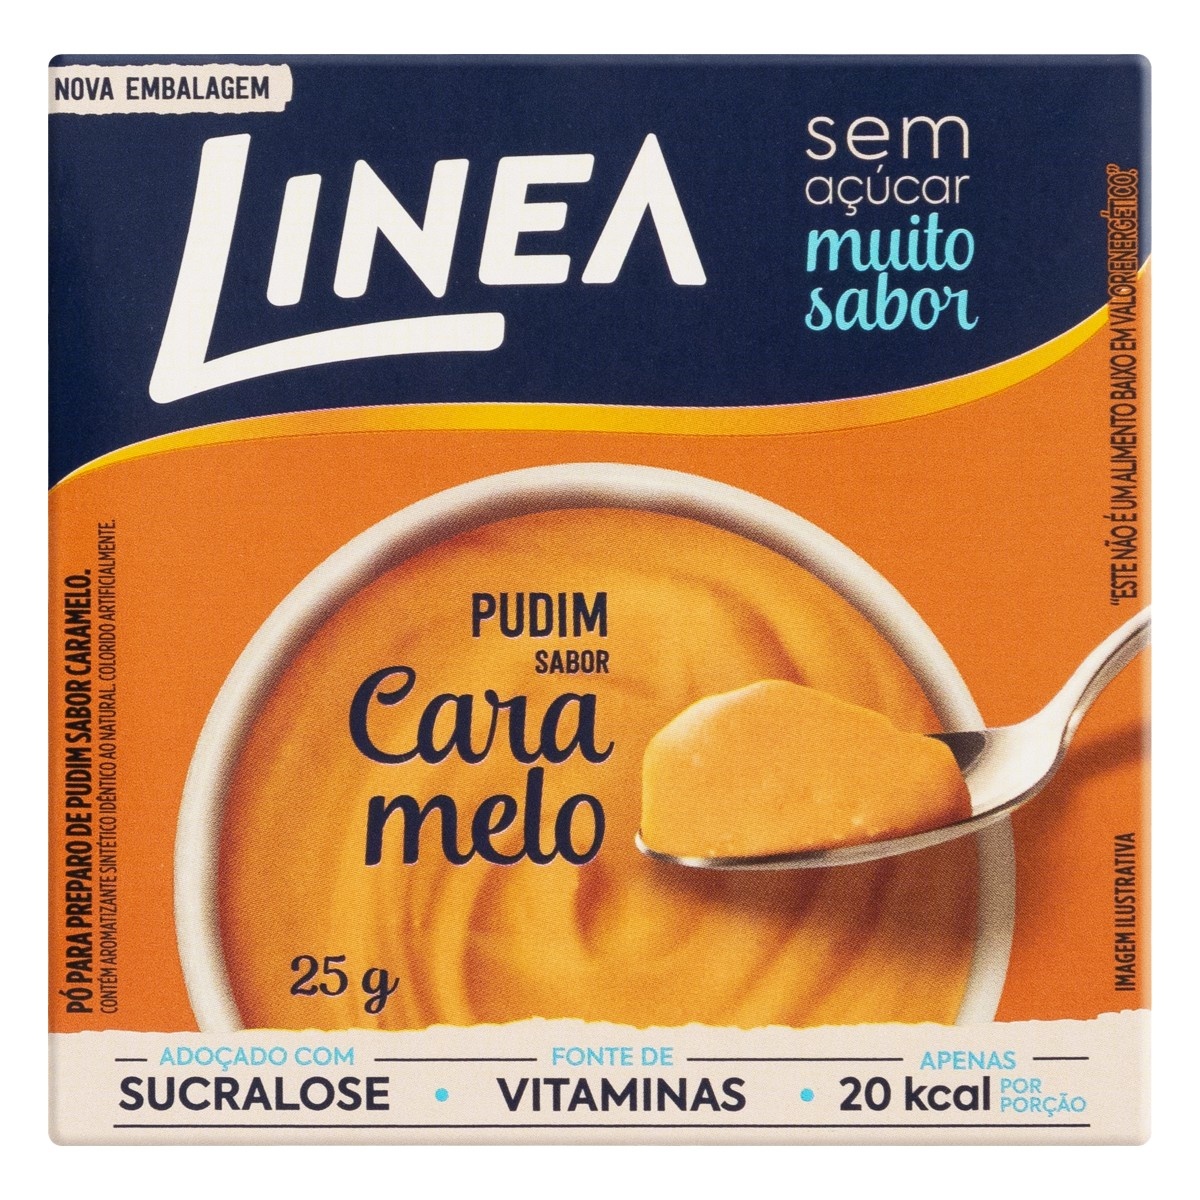 NOVA EMBALAGEM
LINEA
sem
açúcar
muito
sabor
"ESTE NÃO É UM ALIMENTO BAIXO EM VALOR ENERGÉTICO."
PUDIM
SABOR
Cara
melo
25 g
PÓ PARA PREPARO DE PUDIM SABOR CARAMELO.
CONTÉM AROMATIZANTE SINTÉTICO IDÊNTICO AO NATURAL. COLORIDO ARTIFICIALMENTE.
IMAGEM ILUSTRATIVA
ADOÇADO COM
SUCRALOSE
FONTE DE
VITAMINAS
APENAS
20 kcal POR PORÇÃO